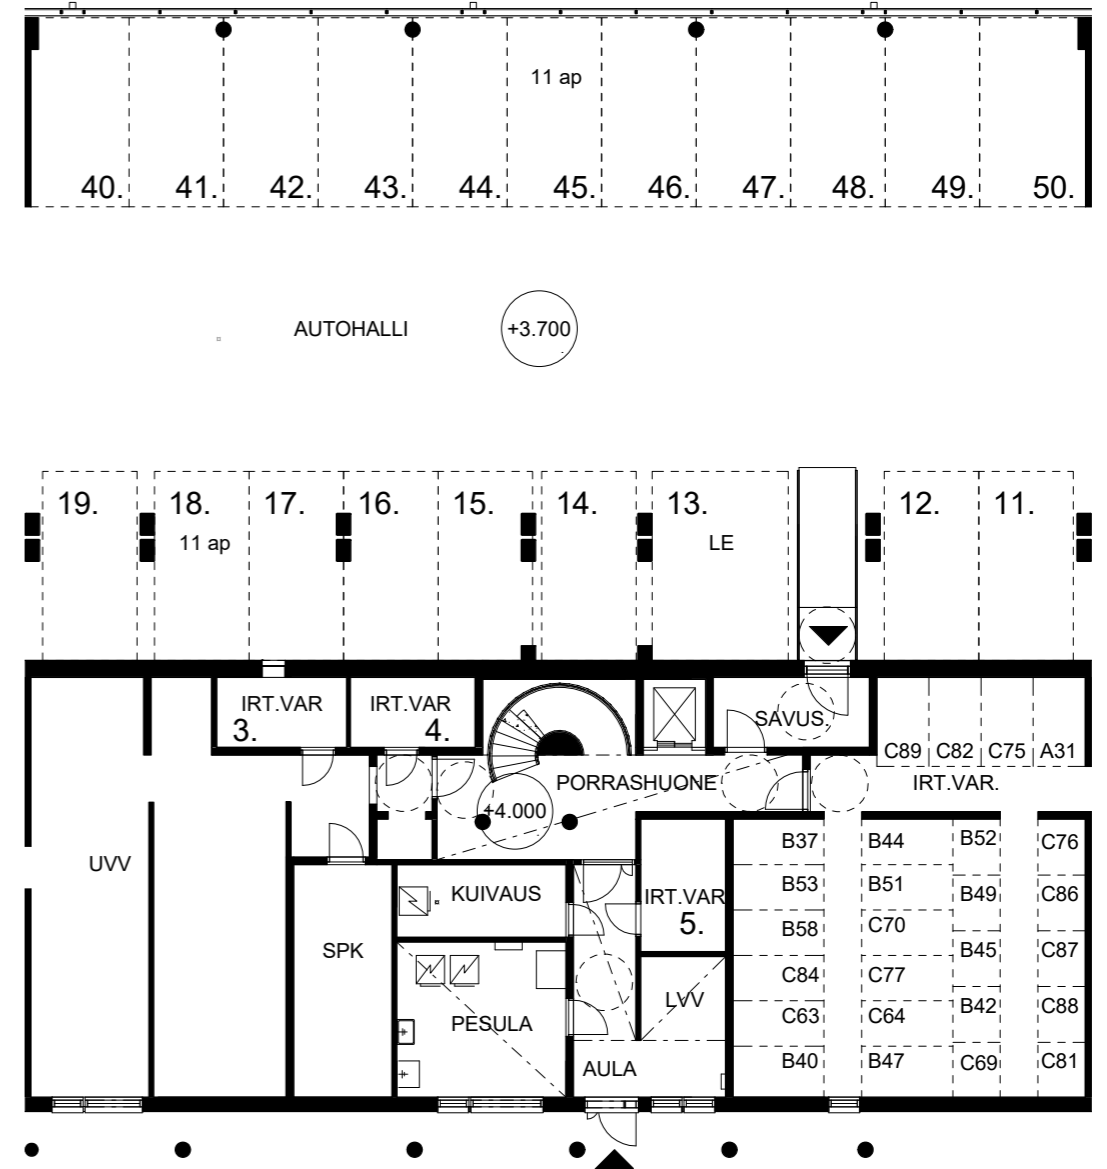 11 ap
40. 41. 42. 43. 44. 45. 46. 47. 48. 49. 50.
AUTOHALLI +3.700
19. 18. 17. 16. 15. 14. 13. 12. 11.
11 ap LE
IRT.VAR IRT.VAR SAVUS.
3. 4.
C89 C82 C75 A31
PORRASHUONE IRT.VAR.
+4.000
B37 B44 B52 C76
UVV
KUIVAUS
IRT.VAR
5.
B53 B51 B49 C86
B58 C70
SPK
B45 C87
C84 C77
LVV
PESULA
C63 C64 B42 C88
AULA
B40 B47 C69 C81